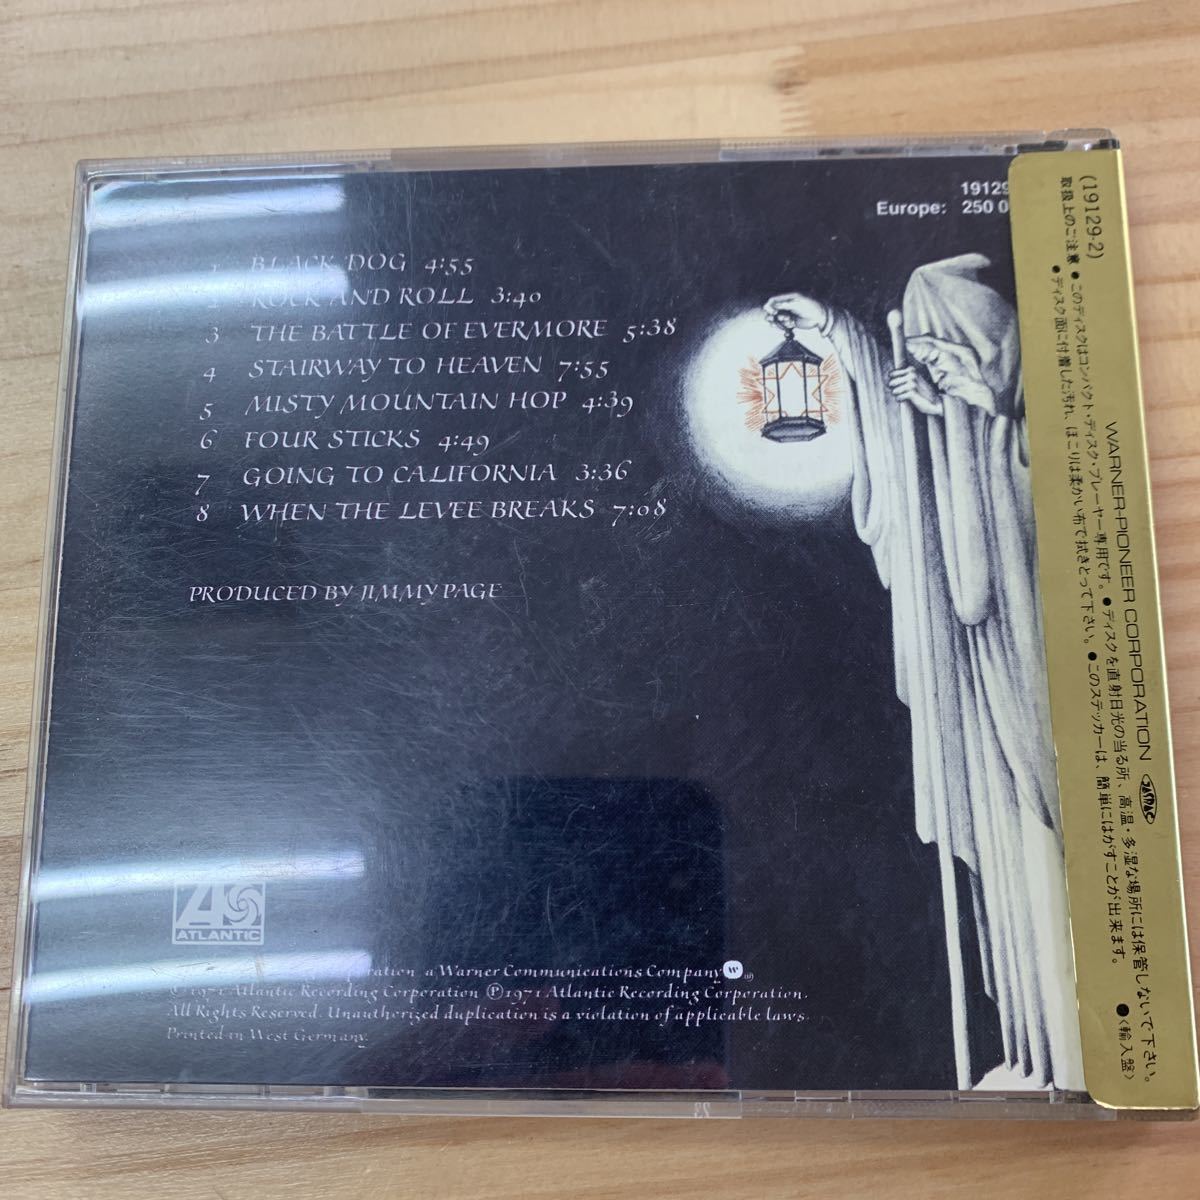 19129
Europe: 250 0
1 BLACK DOG 4:55
2 ROCK AND ROLL 3:40
3 THE BATTLE OF EVERMORE 5:38
4 STAIRWAY TO HEAVEN 7:55
5 MISTY MOUNTAIN HOP 4:39
6 FOUR STICKS 4:49
7 GOING TO CALIFORNIA 3:36
8 WHEN THE LEVEE BREAKS 7:08
PRODUCED BY JIMMY PAGE
ATLANTIC
a Warner Communications Company
©1971 Atlantic Recording Corporation ℗1971 Atlantic Recording Corporation.
All Rights Reserved. Unauthorized duplication is a violation of applicable laws.
Printed in West Germany.
(19129-2)
WARNER-PIONEER CORPORATION JASRAC
取扱上のご注意 ●このディスクはコンパクト・ディスク・プレーヤー専用です。●ディスクを直射日光の当る所、高温・多湿な場所には保管しないで下さい。
●ディスク面に付着した汚れ、ほこりは柔かい布で拭きとって下さい。●このステッカーは、簡単にはがすことが出来ます。 ●〈輸入盤〉
23